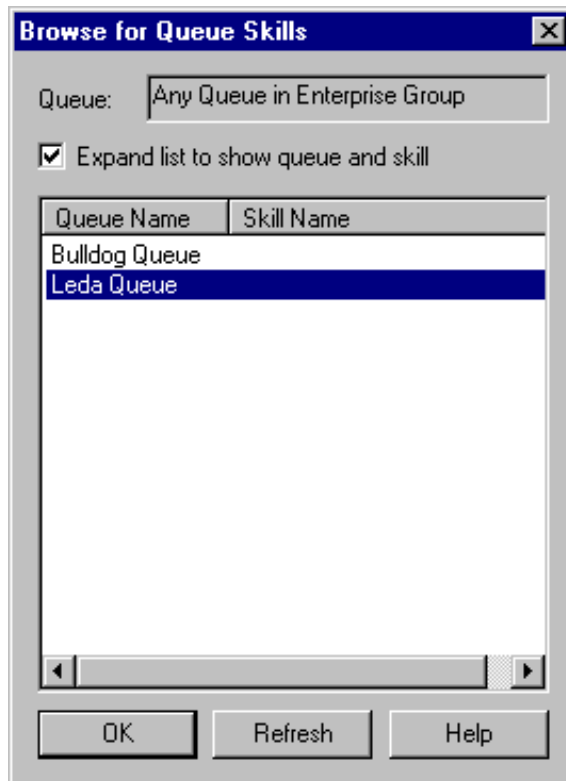 Browse for Queue Skills
Queue: Any Queue in Enterprise Group
Expand list to show queue and skill
Queue Name Skill Name
Bulldog Queue
Leda Queue
OK Refresh Help